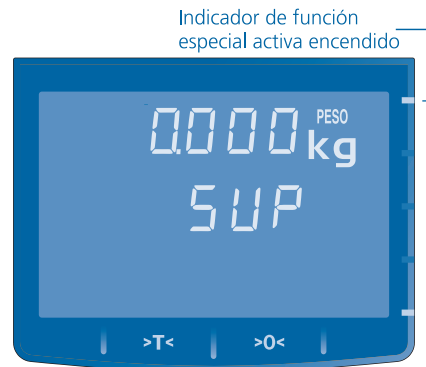 Indicador de función
especial activa encendido
PESO
0.000 kg
SUP
>T< >0<